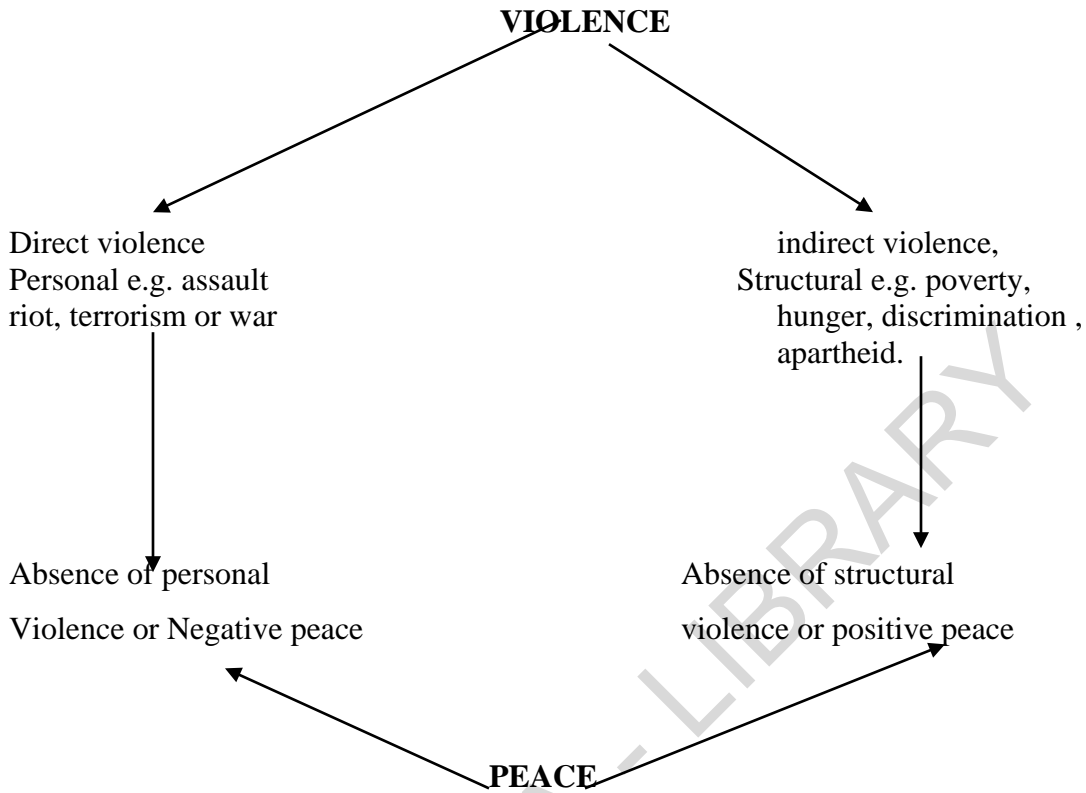 VIOLENCE
Direct violence
Personal e.g. assault
riot, terrorism or war
indirect violence,
Structural e.g. poverty,
hunger, discrimination ,
apartheid.
Absence of personal
Violence or Negative peace
Absence of structural
violence or positive peace
PEACE
- LIBRARY